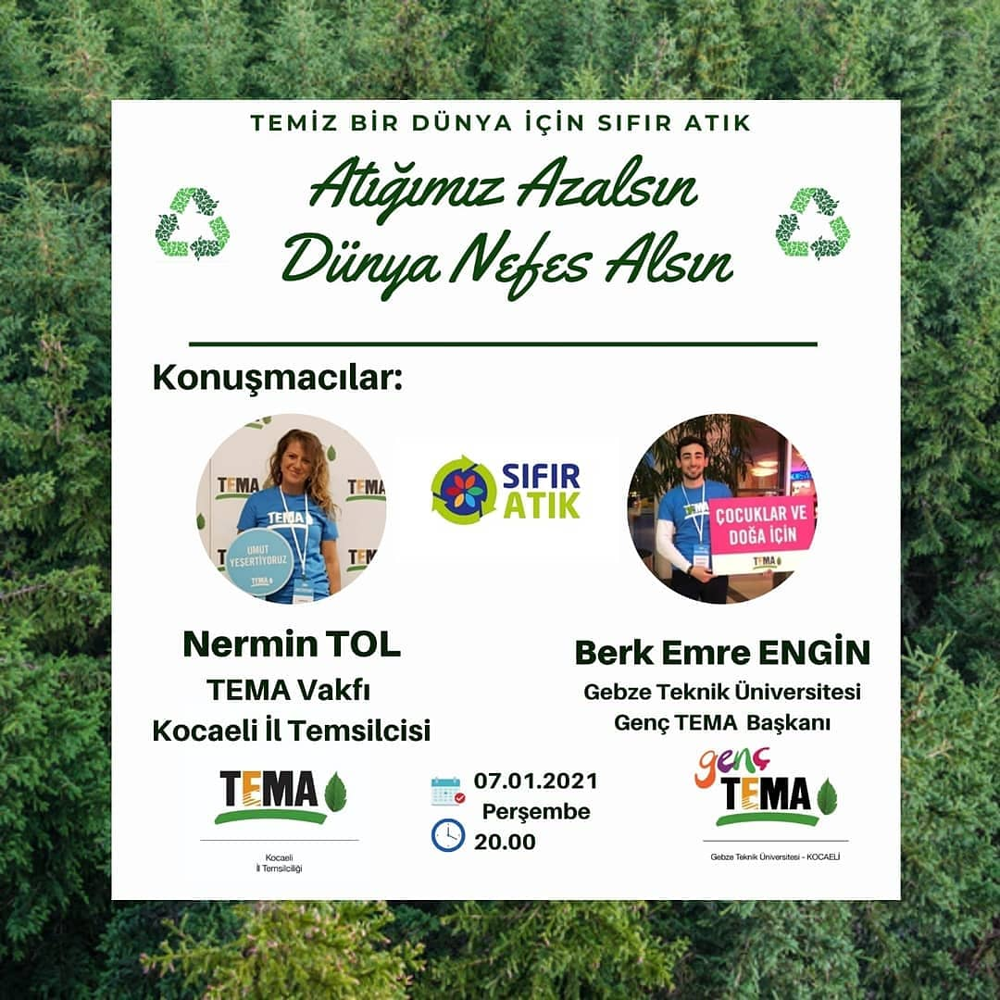 TEMİZ BİR DÜNYA İÇİN SIFIR ATIK
Atığımız Azalsın
Dünya Nefes Alsın
Konuşmacılar:
TEMA
TEMA
TEMA
UMUT
YEŞERTİYORUZ
TEMA
SIFIR
ATIK
TEMA
ÇOCUKLAR VE
DOĞA İÇİN
TEMA
Nermin TOL
TEMA Vakfı
Kocaeli İl Temsilcisi
Berk Emre ENGİN
Gebze Teknik Üniversitesi
Genç TEMA Başkanı
TEMA
Kocaeli
İl Temsilciliği
07.01.2021
Perşembe
20.00
genç
TEMA
Gebze Teknik Üniversitesi - KOCAELİ